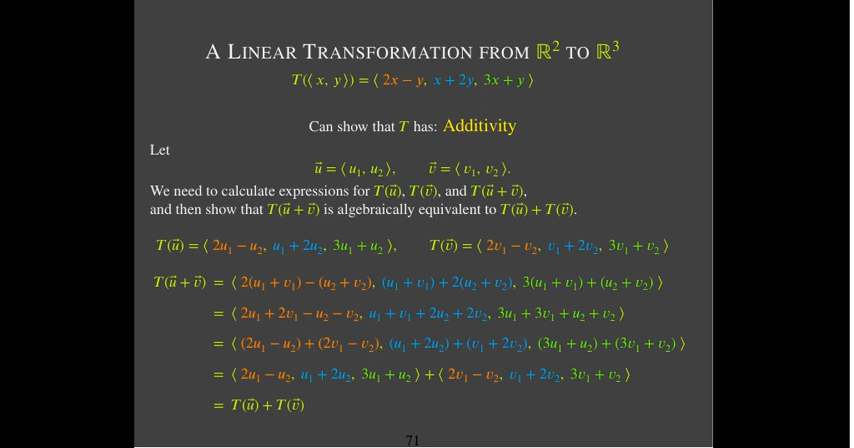 A LINEAR TRANSFORMATION FROM ℝ² TO ℝ³
T(⟨ x, y ⟩) = ⟨ 2x − y, x + 2y, 3x + y ⟩
Can show that T has: Additivity
Let
u⃗ = ⟨ u₁, u₂ ⟩, v⃗ = ⟨ v₁, v₂ ⟩.
We need to calculate expressions for T(u⃗), T(v⃗), and T(u⃗ + v⃗),
and then show that T(u⃗ + v⃗) is algebraically equivalent to T(u⃗) + T(v⃗).
T(u⃗) = ⟨ 2u₁ − u₂, u₁ + 2u₂, 3u₁ + u₂ ⟩, T(v⃗) = ⟨ 2v₁ − v₂, v₁ + 2v₂, 3v₁ + v₂ ⟩
T(u⃗ + v⃗) = ⟨ 2(u₁ + v₁) − (u₂ + v₂), (u₁ + v₁) + 2(u₂ + v₂), 3(u₁ + v₁) + (u₂ + v₂) ⟩
= ⟨ 2u₁ + 2v₁ − u₂ − v₂, u₁ + v₁ + 2u₂ + 2v₂, 3u₁ + 3v₁ + u₂ + v₂ ⟩
= ⟨ (2u₁ − u₂) + (2v₁ − v₂), (u₁ + 2u₂) + (v₁ + 2v₂), (3u₁ + u₂) + (3v₁ + v₂) ⟩
= ⟨ 2u₁ − u₂, u₁ + 2u₂, 3u₁ + u₂ ⟩ + ⟨ 2v₁ − v₂, v₁ + 2v₂, 3v₁ + v₂ ⟩
= T(u⃗) + T(v⃗)
71